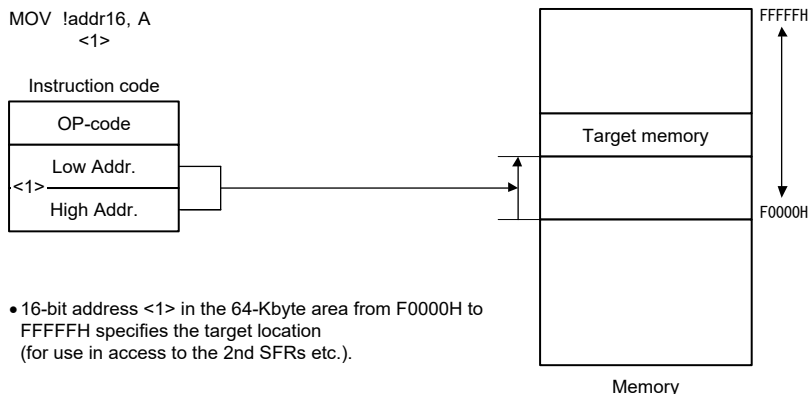 MOV !addr16, A
<1>
Instruction code
OP-code
Low Addr.
<1>
High Addr.
FFFFFH
Target memory
F0000H
• 16-bit address <1> in the 64-Kbyte area from F0000H to
FFFFFH specifies the target location
(for use in access to the 2nd SFRs etc.).
Memory